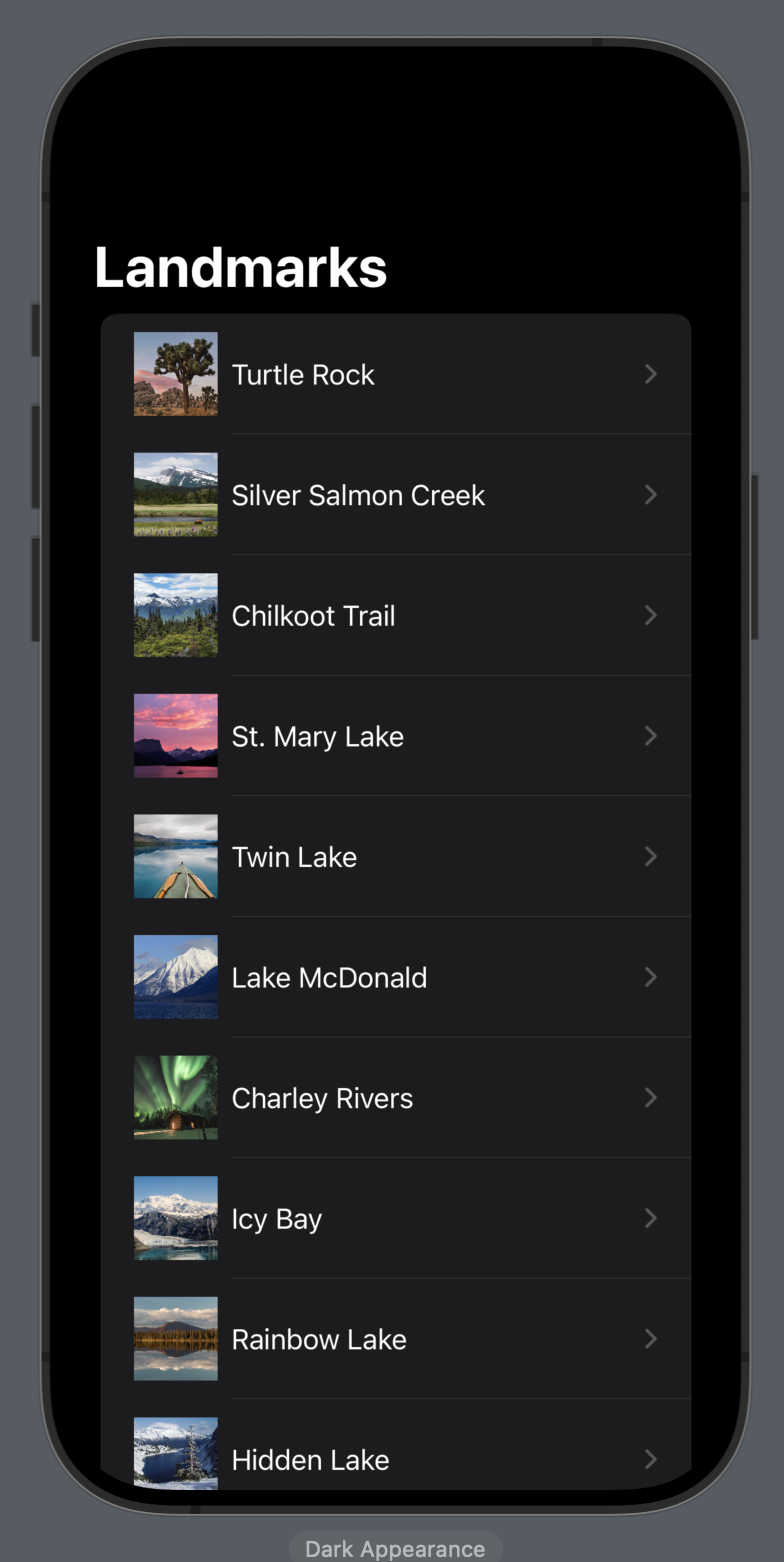 Landmarks
Turtle Rock
Silver Salmon Creek
Chilkoot Trail
St. Mary Lake
Twin Lake
Lake McDonald
Charley Rivers
Icy Bay
Rainbow Lake
Hidden Lake
Dark Appearance